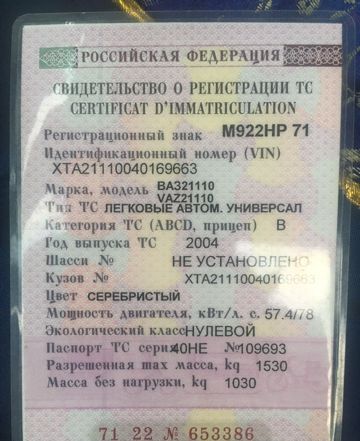 РОССИЙСКАЯ ФЕДЕРАЦИЯ
СВИДЕТЕЛЬСТВО О РЕГИСТРАЦИИ ТС
CERTIFICAT D'IMMATRICULATION
Регистрационный знак М922НР 71
Идентификационный номер (VIN)
XTA21110040169663
Марка, модель ВАЗ21110
VAZ21110
Тип ТС ЛЕГКОВЫЕ АВТОМ. УНИВЕРСАЛ
Категория ТС (ABCD, прицеп) B
Год выпуска ТС 2004
Шасси № НЕ УСТАНОВЛЕНО
Кузов № XTA21110040169663
Цвет СЕРЕБРИСТЫЙ
Мощность двигателя, кВт/л. с. 57.4/78
Экологический класс НУЛЕВОЙ
Паспорт ТС серия 40НЕ №109693
Разрешенная max масса, kg 1530
Масса без нагрузки, kg 1030
71 22 № 653386